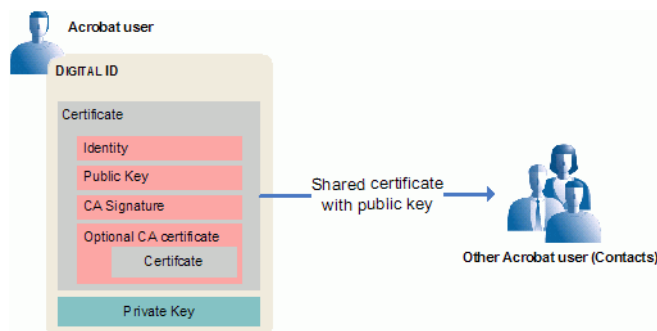 Acrobat user
DIGITAL ID
Certificate
Identity
Public Key
CA Signature
Optional CA certificate
Certifcate
Private Key
Shared certificate
with public key
Other Acrobat user (Contacts)